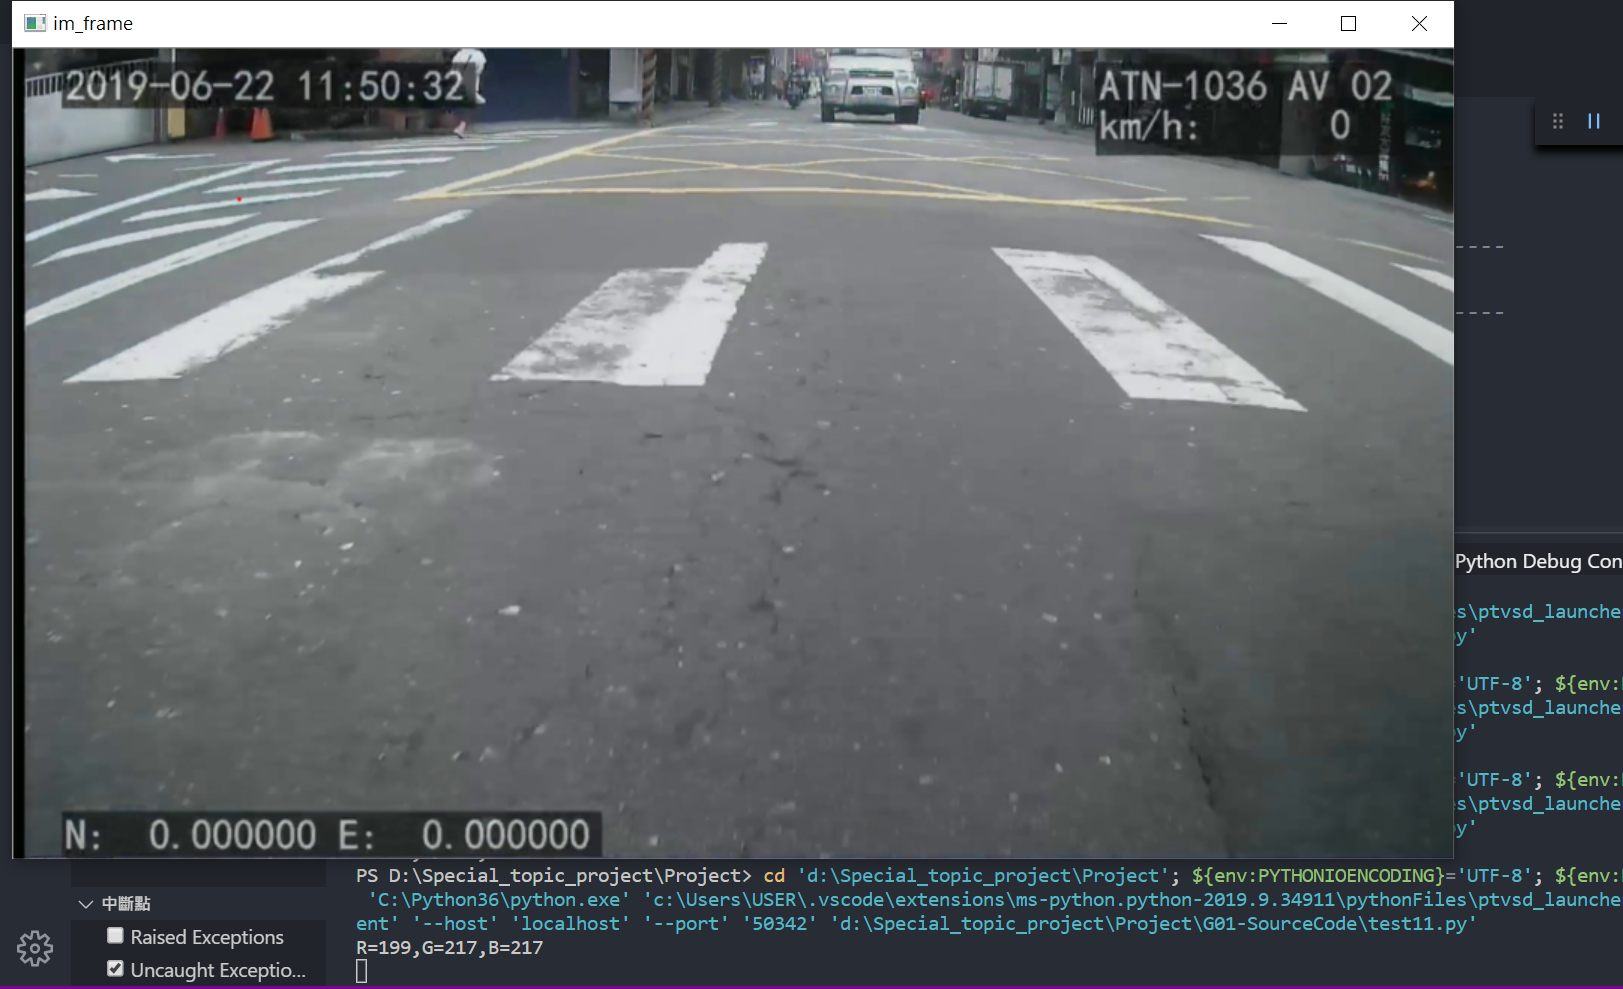 im_frame
2019-06-22 11:50:32
ATN-1036 AV 02
km/h: 0
N: 0.000000 E: 0.000000
----
----
Python Debug Con
s\ptvsd_launche
py'
='UTF-8'; ${env:
s\ptvsd_launche
py'
='UTF-8'; ${env:
s\ptvsd_launche
py'
PS D:\Special_topic_project\Project> cd 'd:\Special_topic_project\Project'; ${env:PYTHONIOENCODING}='UTF-8'; ${env:
'C:\Python36\python.exe' 'c:\Users\USER\.vscode\extensions\ms-python.python-2019.9.34911\pythonFiles\ptvsd_launche
ent' '--host' 'localhost' '--port' '50342' 'd:\Special_topic_project\Project\G01-SourceCode\test11.py'
R=199,G=217,B=217
中斷點
Raised Exceptions
Uncaught Exceptio...